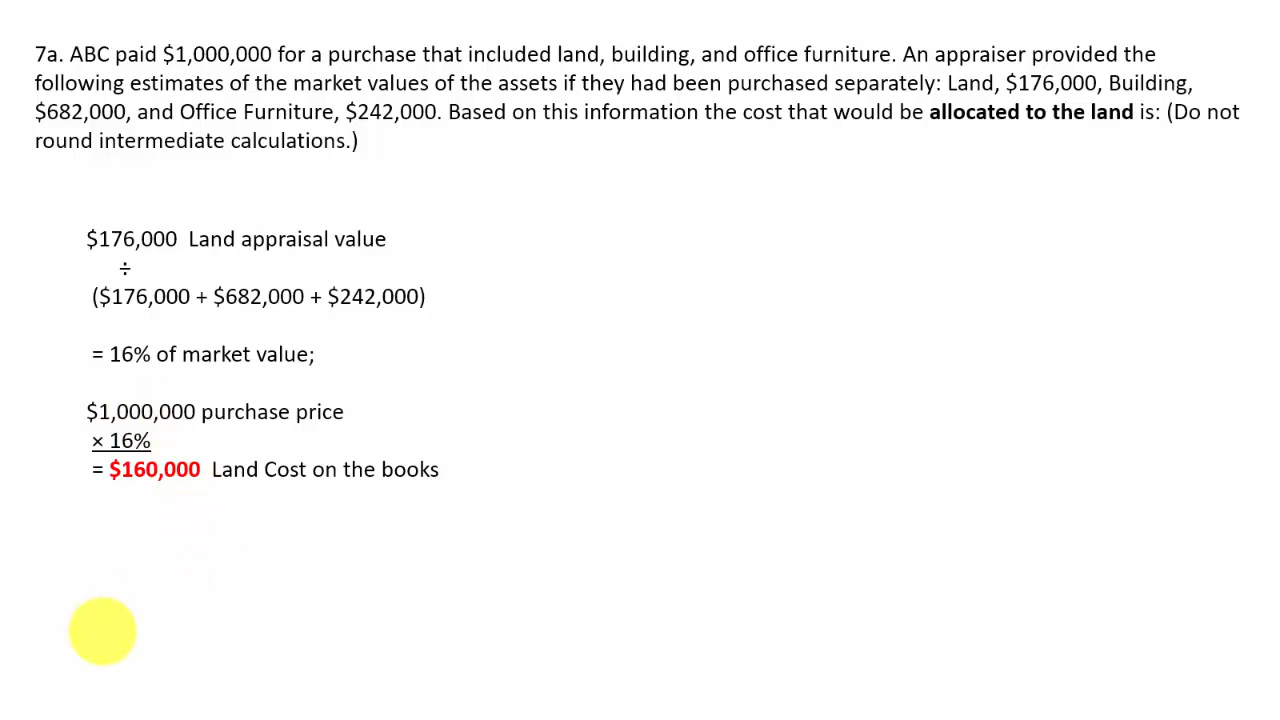 7a. ABC paid $1,000,000 for a purchase that included land, building, and office furniture. An appraiser provided the
following estimates of the market values of the assets if they had been purchased separately: Land, $176,000, Building,
$682,000, and Office Furniture, $242,000. Based on this information the cost that would be allocated to the land is: (Do not
round intermediate calculations.)
$176,000 Land appraisal value
÷
($176,000 + $682,000 + $242,000)
= 16% of market value;
$1,000,000 purchase price
× 16%
= $160,000 Land Cost on the books